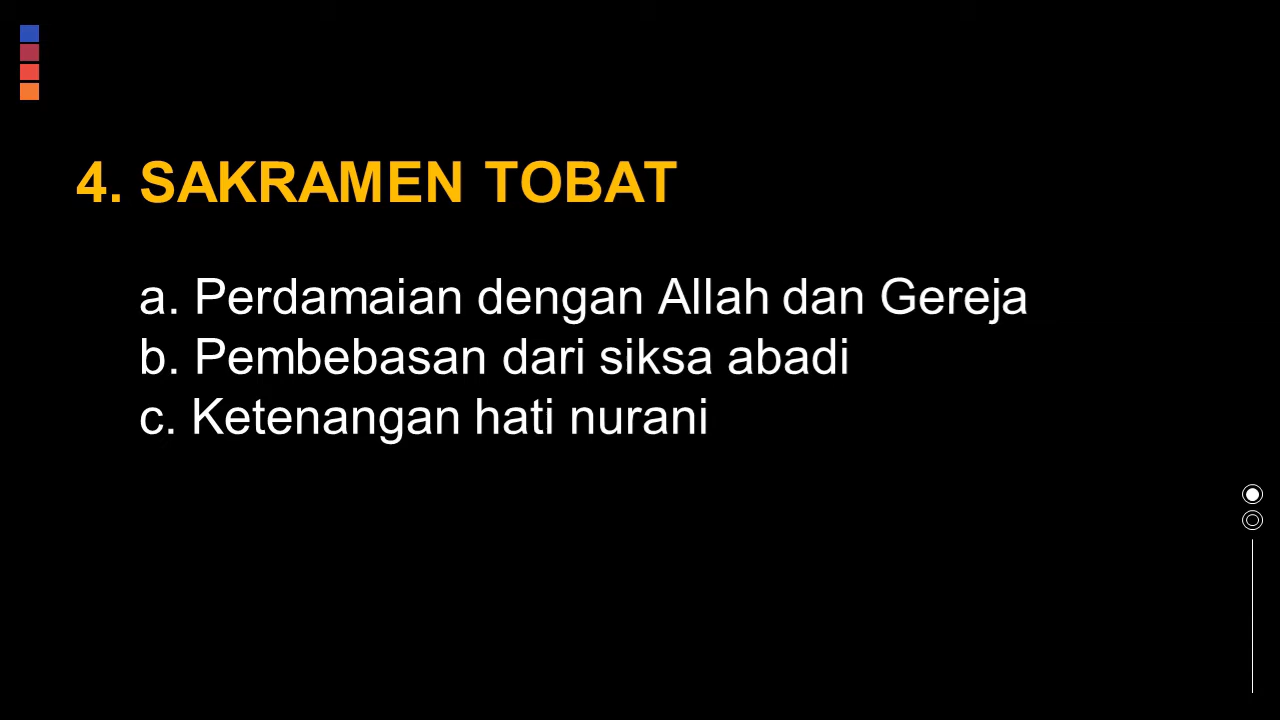 4. SAKRAMEN TOBAT
a. Perdamaian dengan Allah dan Gereja
b. Pembebasan dari siksa abadi
c. Ketenangan hati nurani